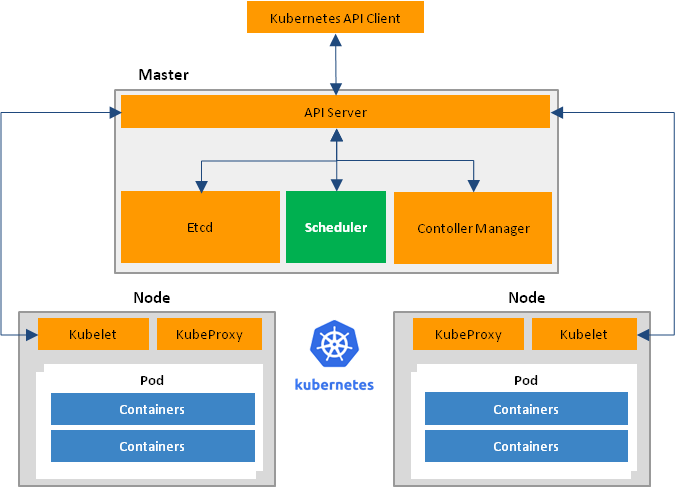 Kubernetes API Client
Master
API Server
Etcd
Scheduler
Contoller Manager
Node
Node
Kubelet
KubeProxy
KubeProxy
Kubelet
kubernetes
Pod
Containers
Containers
Pod
Containers
Containers